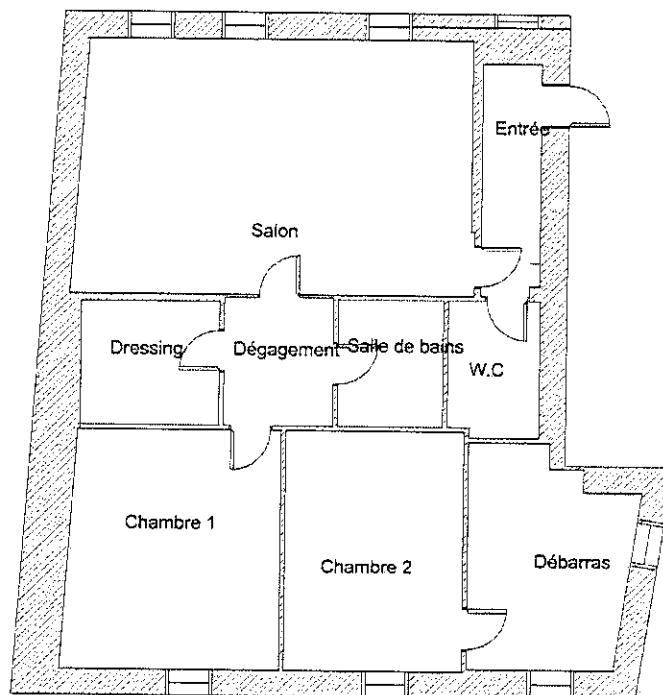 Entrée
Salon
Dressing
Dégagement
Salle de bains
W.C
Chambre 1
Chambre 2
Débarras